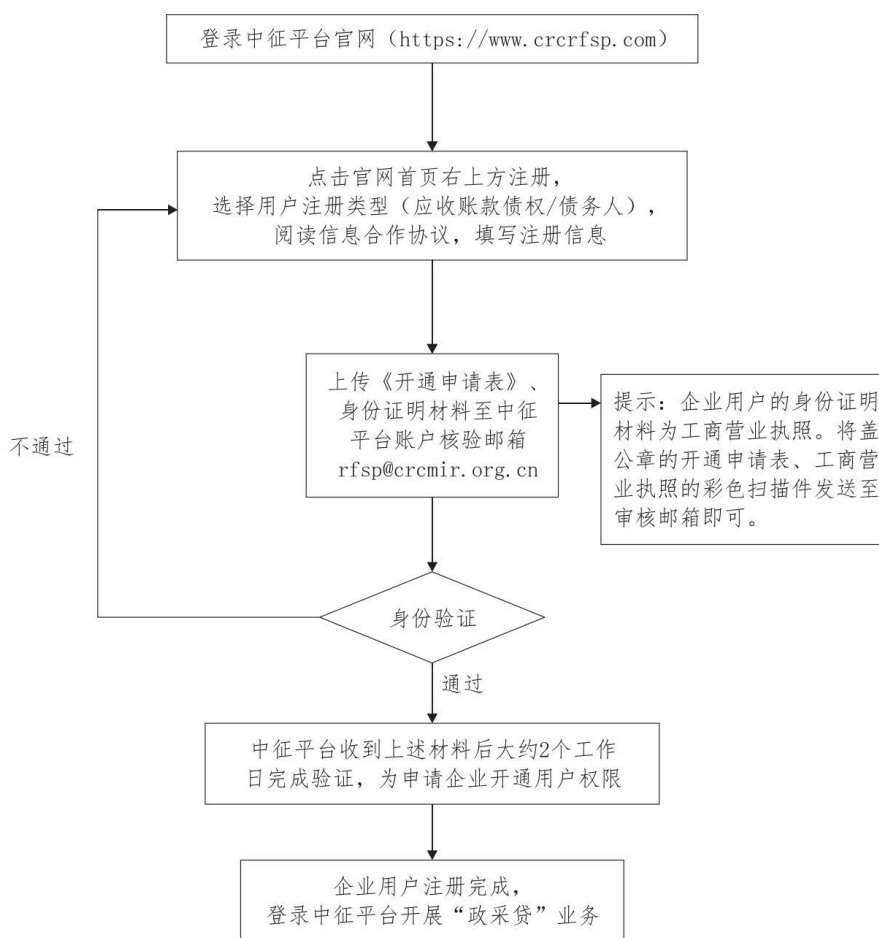 登录中征平台官网（https://www.crcrfsp.com）
点击官网首页右上方注册，
选择用户注册类型（应收账款债权/债务人），
阅读信息合作协议，填写注册信息
上传《开通申请表》、
身份证明材料至中征
平台账户核验邮箱
rfsp@crcmir.org.cn
提示：企业用户的身份证明
材料为工商营业执照。将盖
公章的开通申请表、工商营
业执照的彩色扫描件发送至
审核邮箱即可。
不通过
身份验证
通过
中征平台收到上述材料后大约2个工作
日完成验证，为申请企业开通用户权限
企业用户注册完成，
登录中征平台开展“政采贷”业务